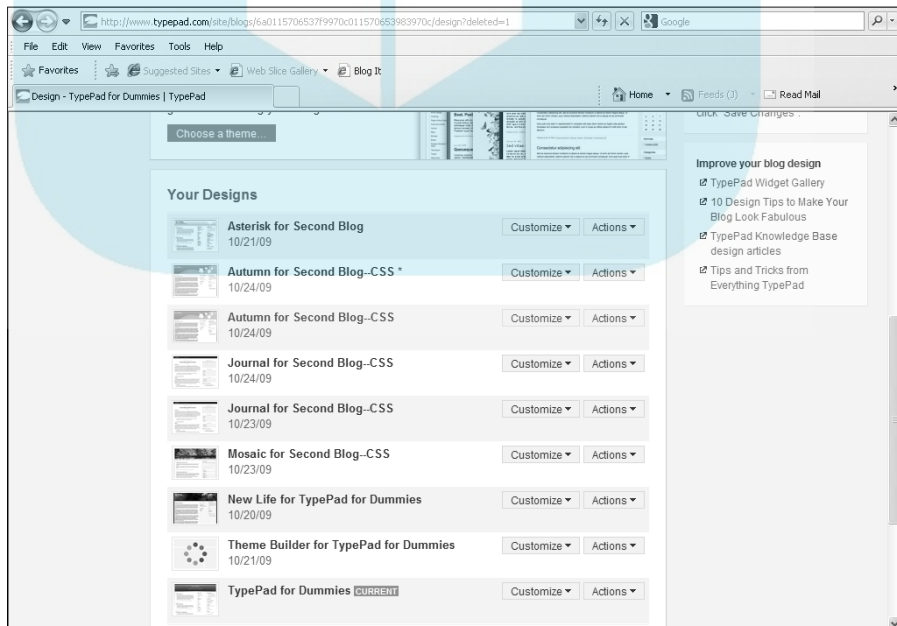 http://www.typepad.com/site/blogs/6a0115706537f9970c011570653983970c/design?deleted=1
Google
File Edit View Favorites Tools Help
Favorites Suggested Sites Web Slice Gallery Blog It
Design - TypePad for Dummies | TypePad
Home Feeds (3) Read Mail
click "Save Changes".
Choose a theme...
Your Designs
Asterisk for Second Blog
10/21/09
Customize Actions
Autumn for Second Blog--CSS *
10/24/09
Customize Actions
Autumn for Second Blog--CSS
10/24/09
Customize Actions
Journal for Second Blog--CSS
10/24/09
Customize Actions
Journal for Second Blog--CSS
10/23/09
Customize Actions
Mosaic for Second Blog--CSS
10/23/09
Customize Actions
New Life for TypePad for Dummies
10/20/09
Customize Actions
Theme Builder for TypePad for Dummies
10/21/09
Customize Actions
TypePad for Dummies CURRENT
Customize Actions
Improve your blog design
TypePad Widget Gallery
10 Design Tips to Make Your
Blog Look Fabulous
TypePad Knowledge Base
design articles
Tips and Tricks from
Everything TypePad